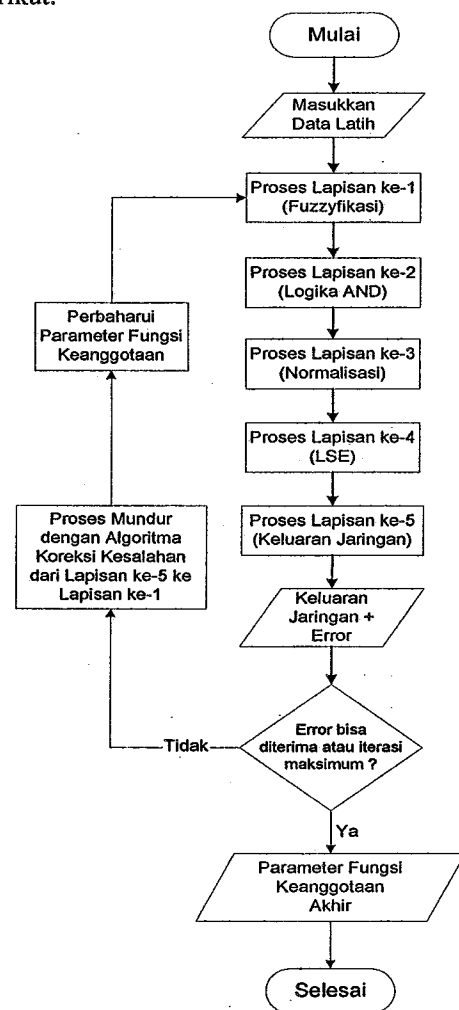 Mulai
Masukkan
Data Latih
Proses Lapisan ke-1
(Fuzzyfikasi)
Proses Lapisan ke-2
(Logika AND)
Perbaharui
Parameter Fungsi
Keanggotaan
Proses Lapisan ke-3
(Normalisasi)
Proses Lapisan ke-4
(LSE)
Proses Mundur
dengan Algoritma
Koreksi Kesalahan
dari Lapisan ke-5 ke
Lapisan ke-1
Proses Lapisan ke-5
(Keluaran Jaringan)
Keluaran
Jaringan +
Error
Error bisa
diterima atau iterasi
maksimum ?
Tidak
Ya
Parameter Fungsi
Keanggotaan
Akhir
Selesai